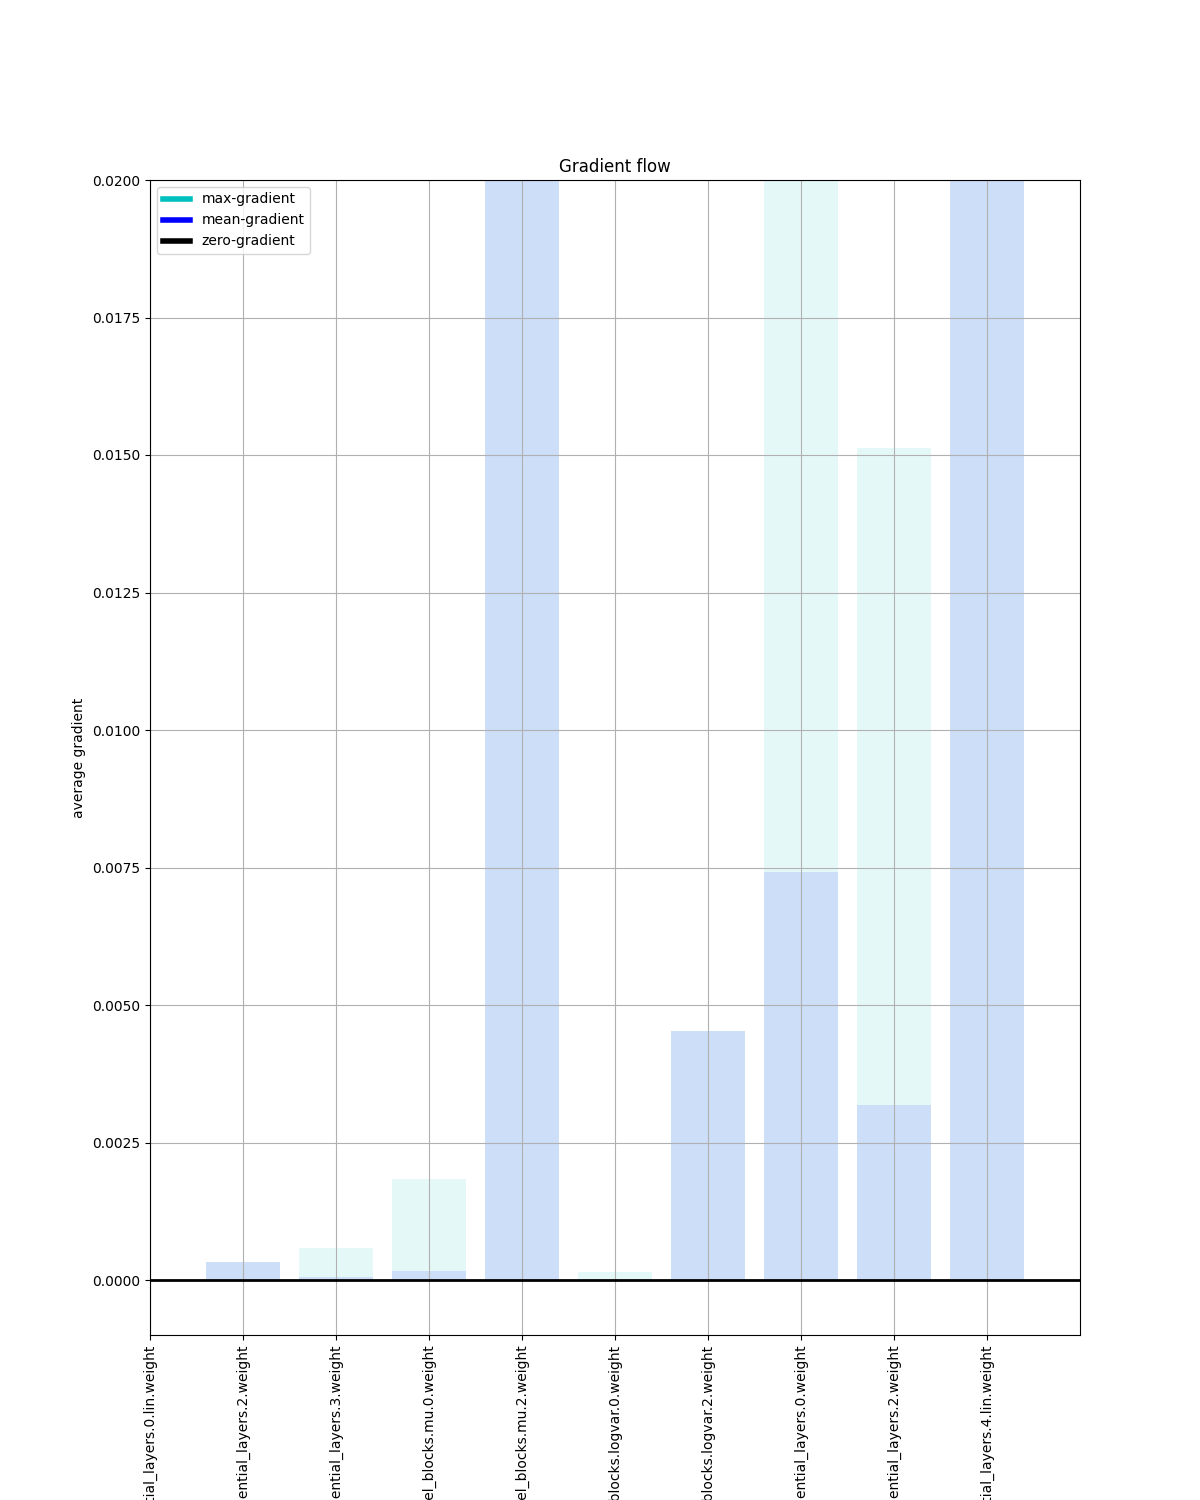 Gradient flow
max-gradient
mean-gradient
zero-gradient
0.0200
0.0175
0.0150
0.0125
0.0100
0.0075
0.0050
0.0025
0.0000
average gradient
tial_layers.0.lin.weight
ential_layers.2.weight
ential_layers.3.weight
el_blocks.mu.0.weight
el_blocks.mu.2.weight
blocks.logvar.0.weight
blocks.logvar.2.weight
ential_layers.0.weight
ential_layers.2.weight
tial_layers.4.lin.weight